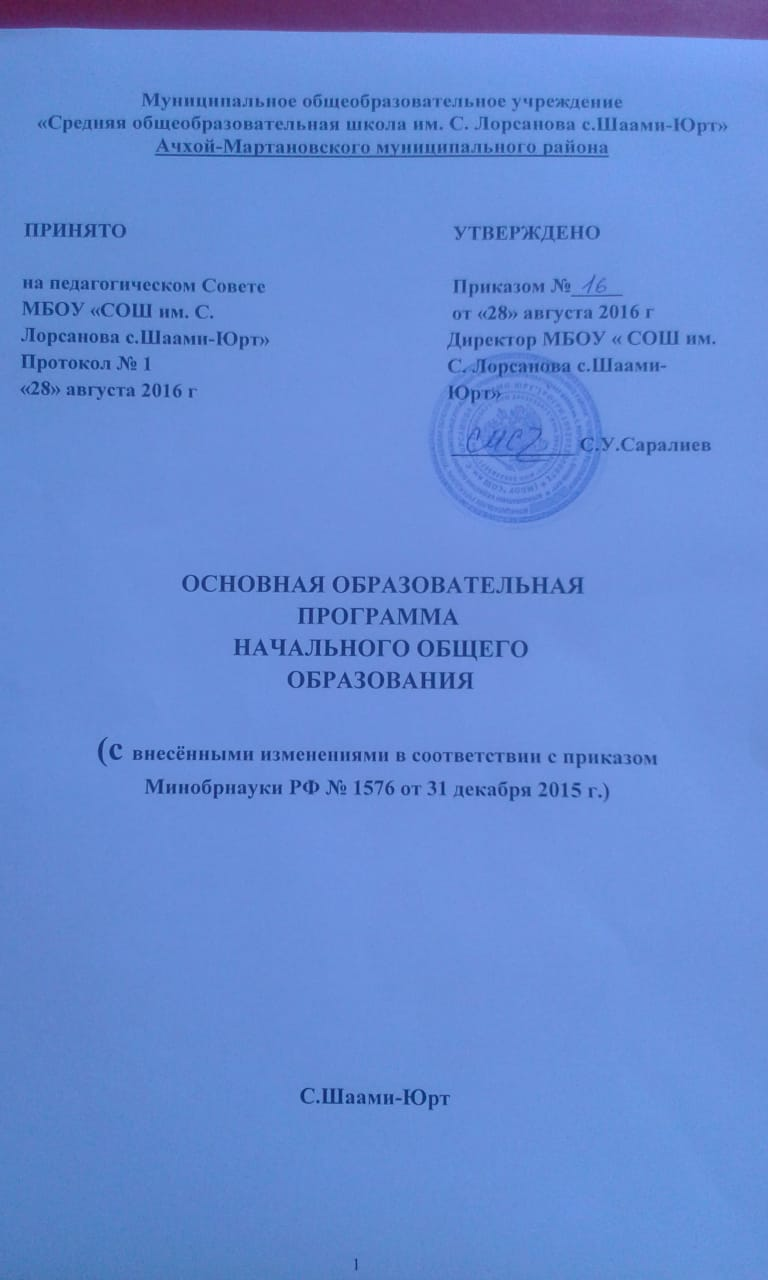 Муниципальное общеобразовательное учреждение
«Средняя общеобразовательная школа им. С. Лорсанова с.Шаами-Юрт»
Ачхой-Мартановского муниципального района
ПРИНЯТО
на педагогическом Совете
МБОУ «СОШ им. С.
Лорсанова с.Шаами-Юрт»
Протокол № 1
«28» августа 2016 г
УТВЕРЖДЕНО
Приказом № 16
от «28» августа 2016 г
Директор МБОУ « СОШ им.
С. Лорсанова с.Шаами-
Юрт»
С.У.Саралиев
ОСНОВНАЯ ОБРАЗОВАТЕЛЬНАЯ
ПРОГРАММА
НАЧАЛЬНОГО ОБЩЕГО
ОБРАЗОВАНИЯ
(с внесёнными изменениями в соответствии с приказом
Минобрнауки РФ № 1576 от 31 декабря 2015 г.)
С.Шаами-Юрт
1